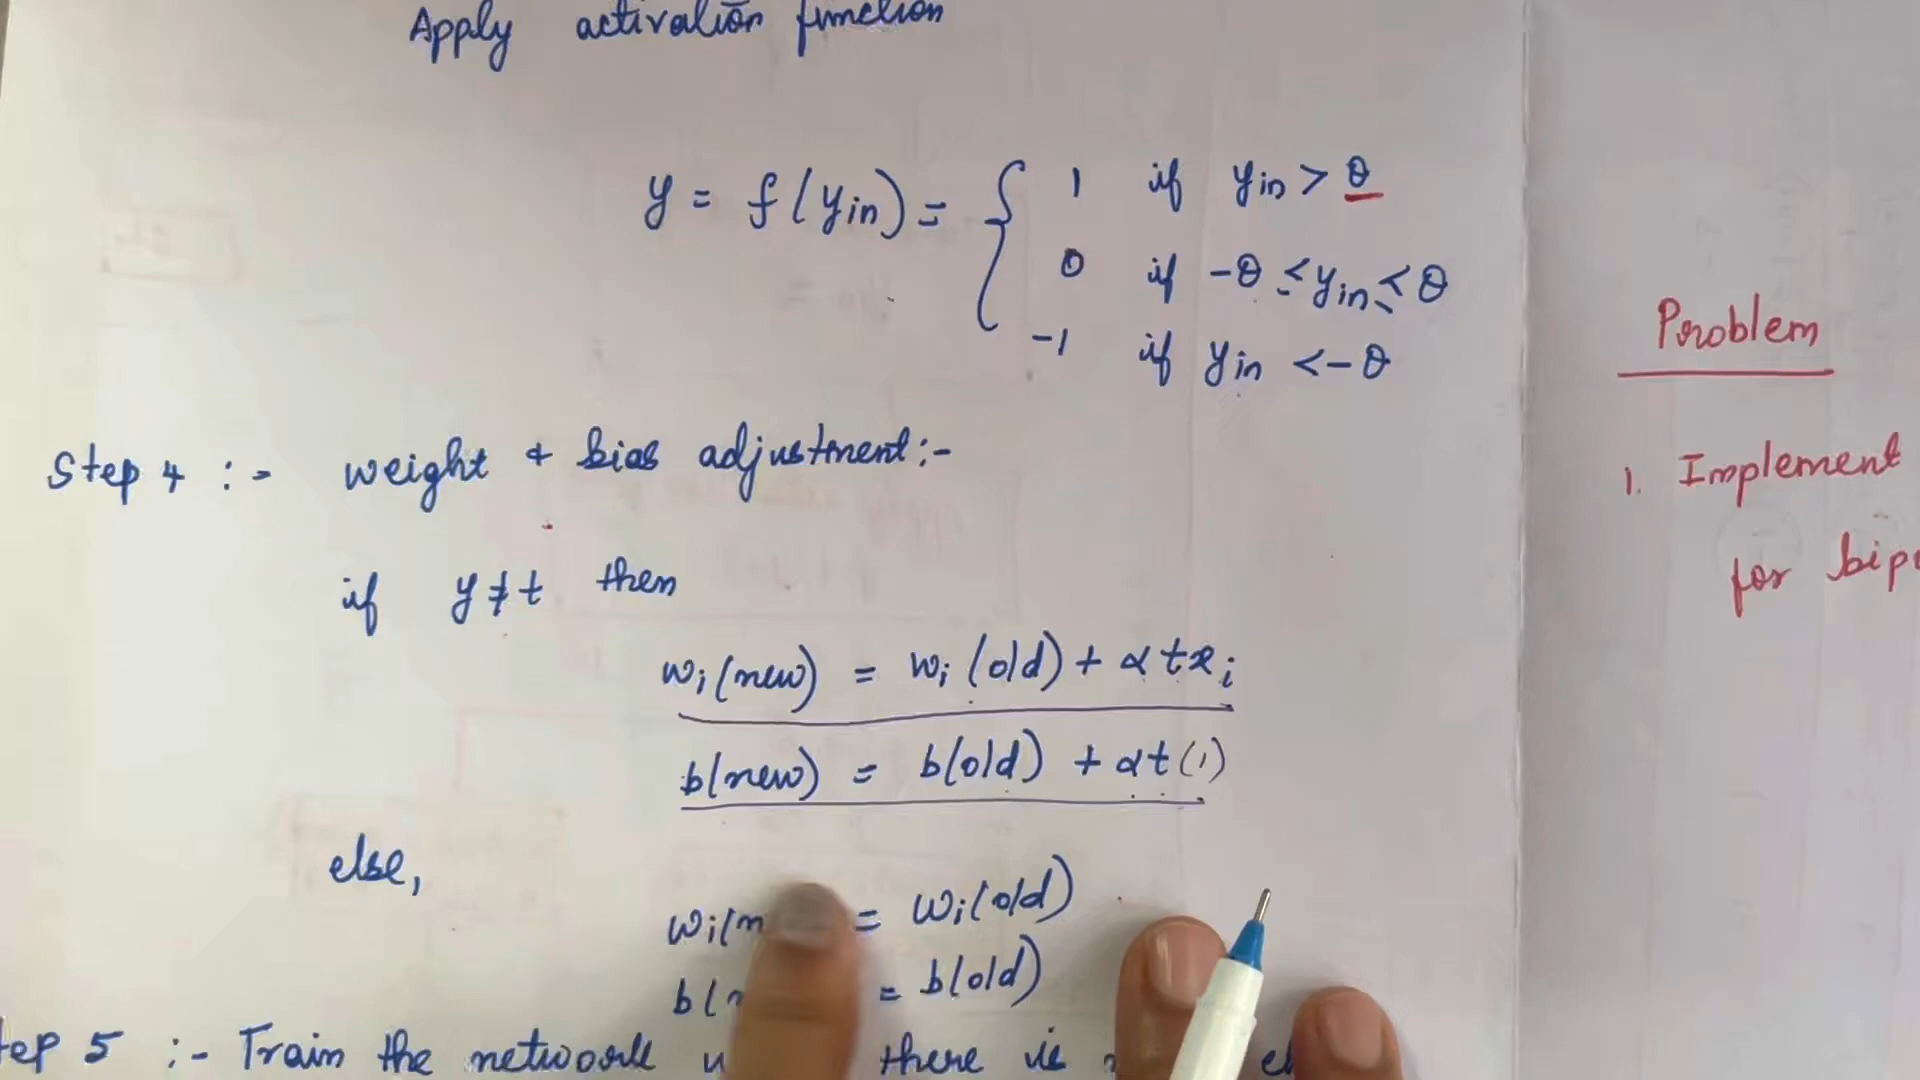 Apply activation function
y = f(yin) = { 1 if yin > θ
0 if -θ ≤ yin ≤ θ
-1 if yin < -θ
Step 4 :- weight & bias adjustment:-
if y ≠ t then
wi(new) = wi(old) + αtxi
b(new) = b(old) + αt(1)
else,
wi(n = wi(old)
b(n = b(old)
tep 5 :- Train the network there is
Problem
1. Implement
for bip